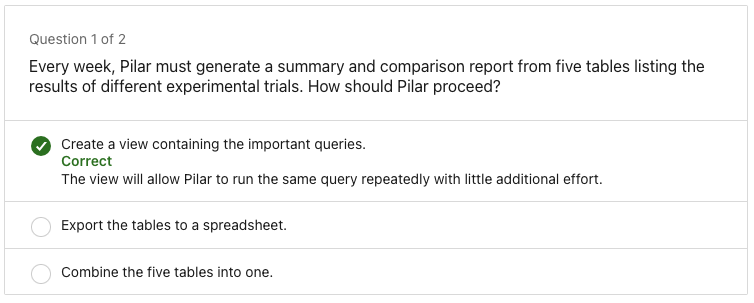 Question 1 of 2
Every week, Pilar must generate a summary and comparison report from five tables listing the
results of different experimental trials. How should Pilar proceed?
Create a view containing the important queries.
Correct
The view will allow Pilar to run the same query repeatedly with little additional effort.
Export the tables to a spreadsheet.
Combine the five tables into one.